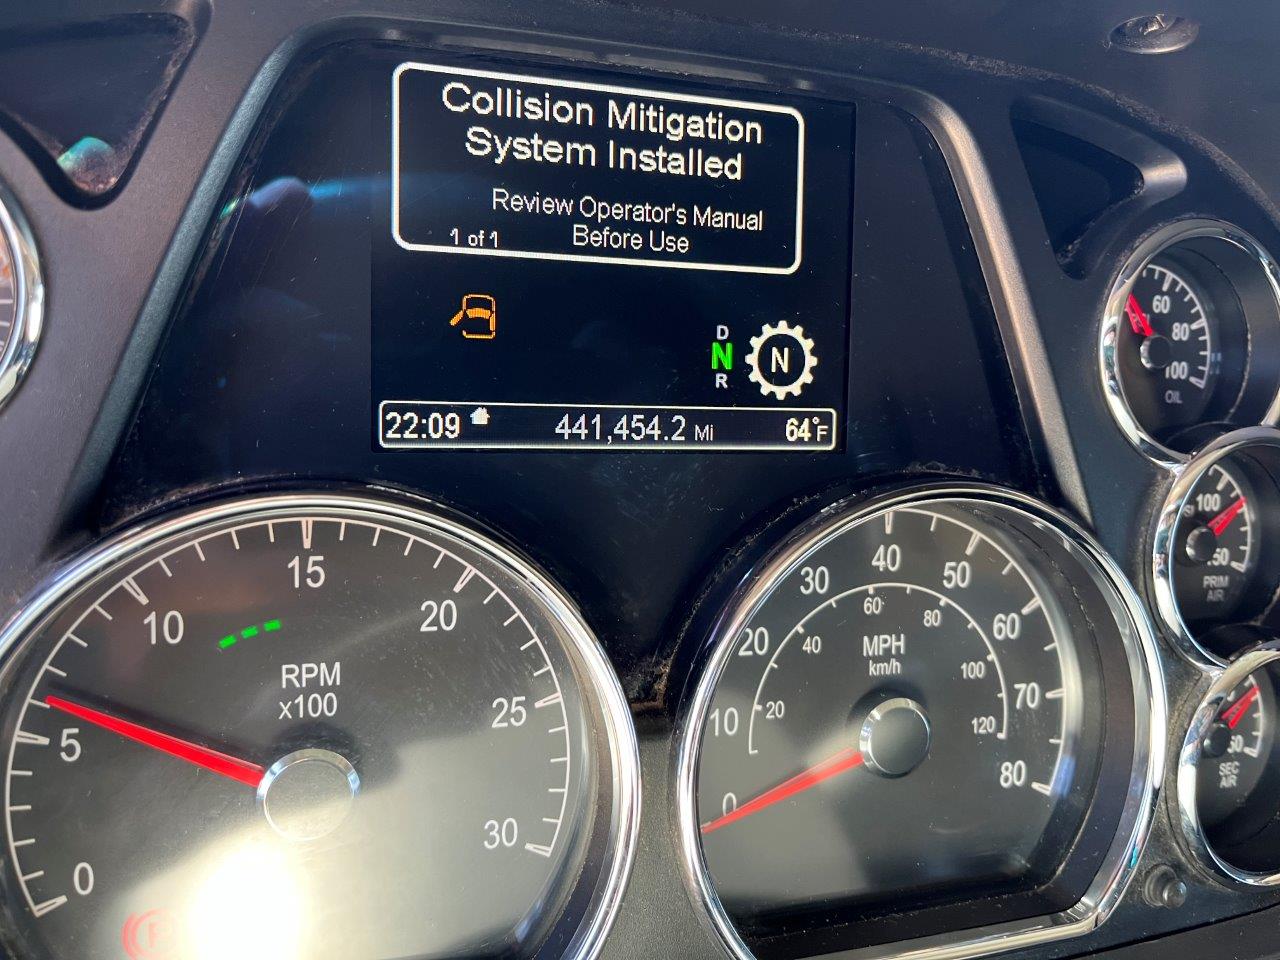 Collision Mitigation
System Installed
Review Operator's Manual
1 of 1 Before Use
D
N
R
N
22:09 441,454.2 Mi 64°F
0
5
10
15
20
25
30
RPM
x100
0
10
20
30
40
50
60
70
80
20
40
60
80
100
120
MPH
km/h
60
80
100
OIL
100
PRIM
AIR
SEC
AIR